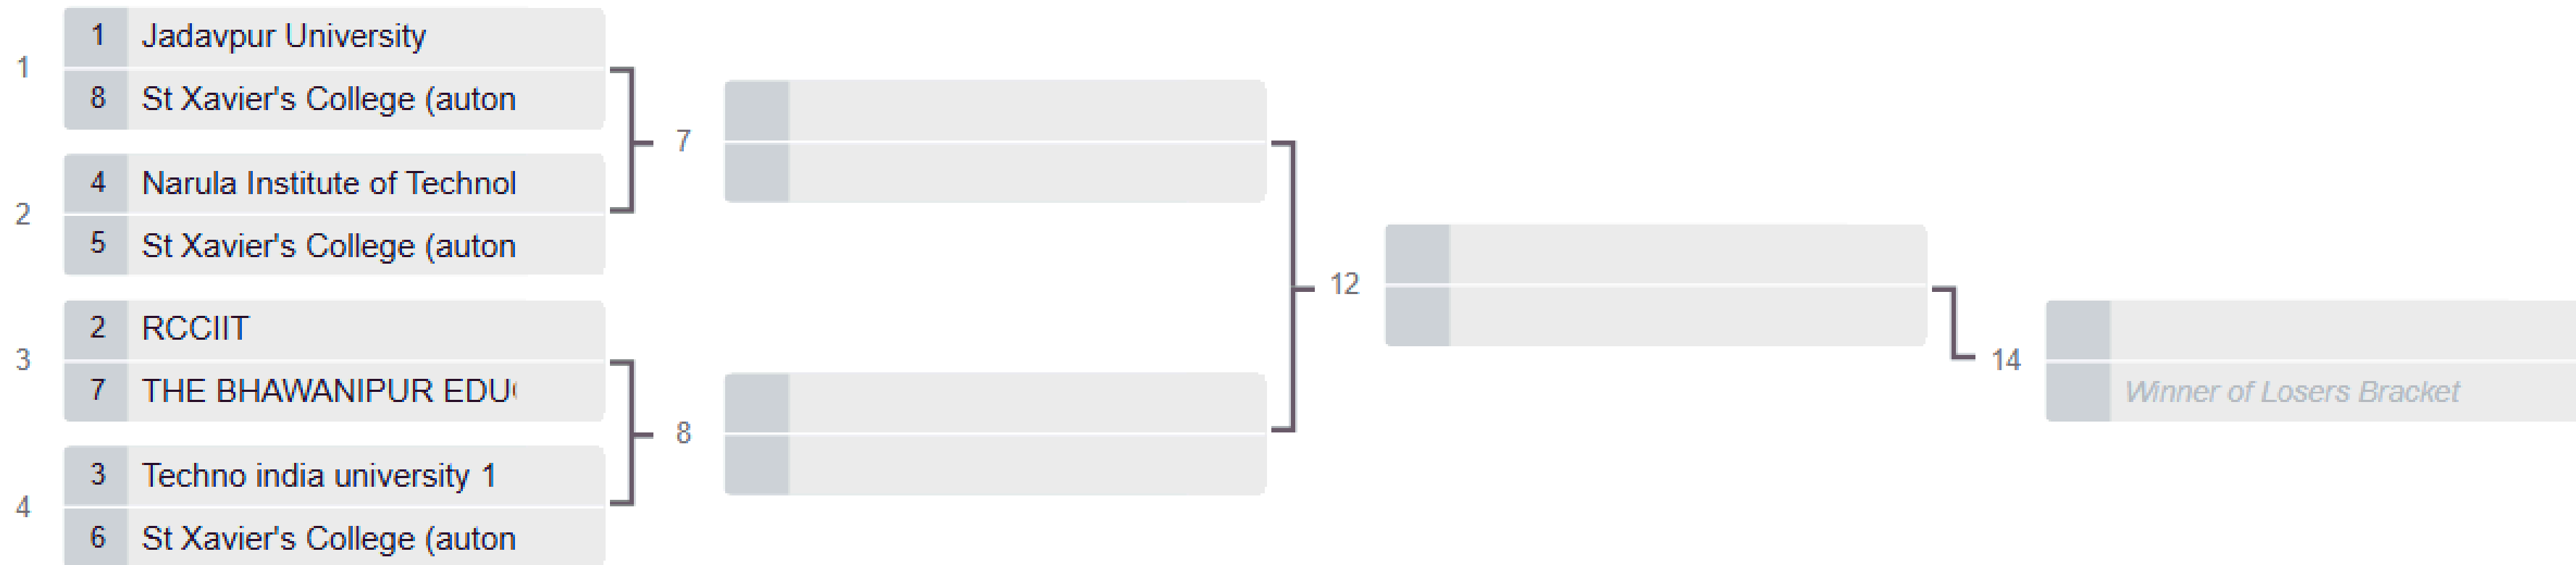 1 Jadavpur University
1
8 St Xavier's College (auton
4 Narula Institute of Technol
2
5 St Xavier's College (auton
2 RCCIIT
3
7 THE BHAWANIPUR EDU
3 Techno india university 1
4
6 St Xavier's College (auton
7
8
12
14
Winner of Losers Bracket